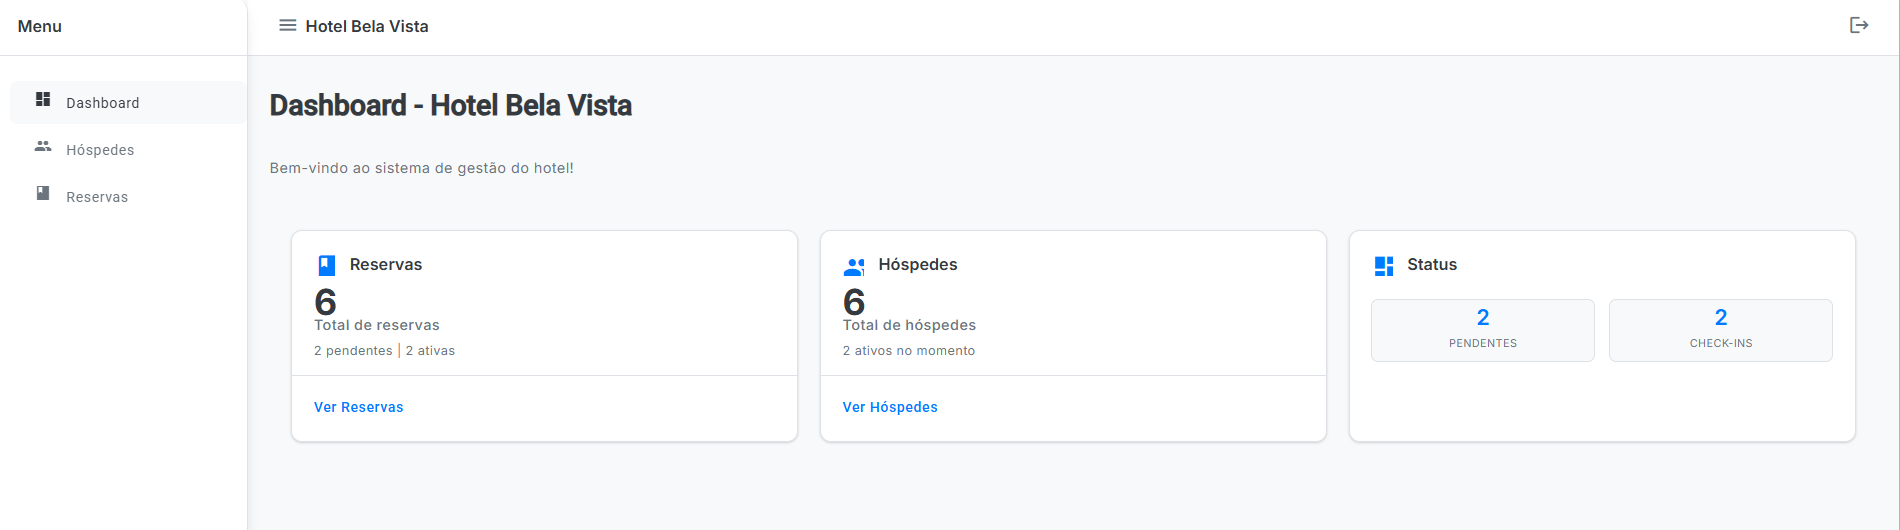 Menu
Hotel Bela Vista
Dashboard
Hóspedes
Reservas
Dashboard - Hotel Bela Vista
Bem-vindo ao sistema de gestão do hotel!
Reservas
6
Total de reservas
2 pendentes | 2 ativas
Ver Reservas
Hóspedes
6
Total de hóspedes
2 ativos no momento
Ver Hóspedes
Status
2
PENDENTES
2
CHECK-INS